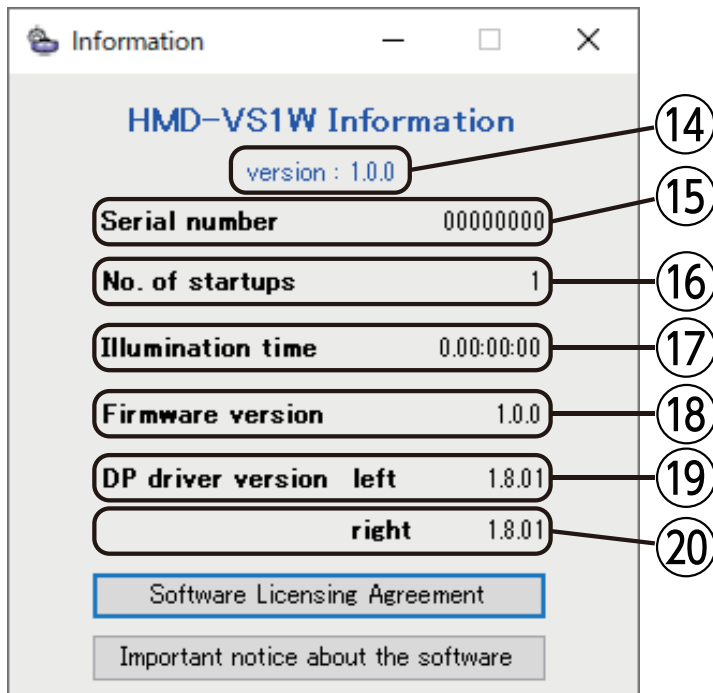 Information
HMD-VS1W Information
version : 1.0.0
⑭
Serial number 00000000
⑮
No. of startups 1
⑯
Illumination time 0.00:00:00
⑰
Firmware version 1.0.0
⑱
DP driver version left 1.8.01
⑲
right 1.8.01
⑳
Software Licensing Agreement
Important notice about the software